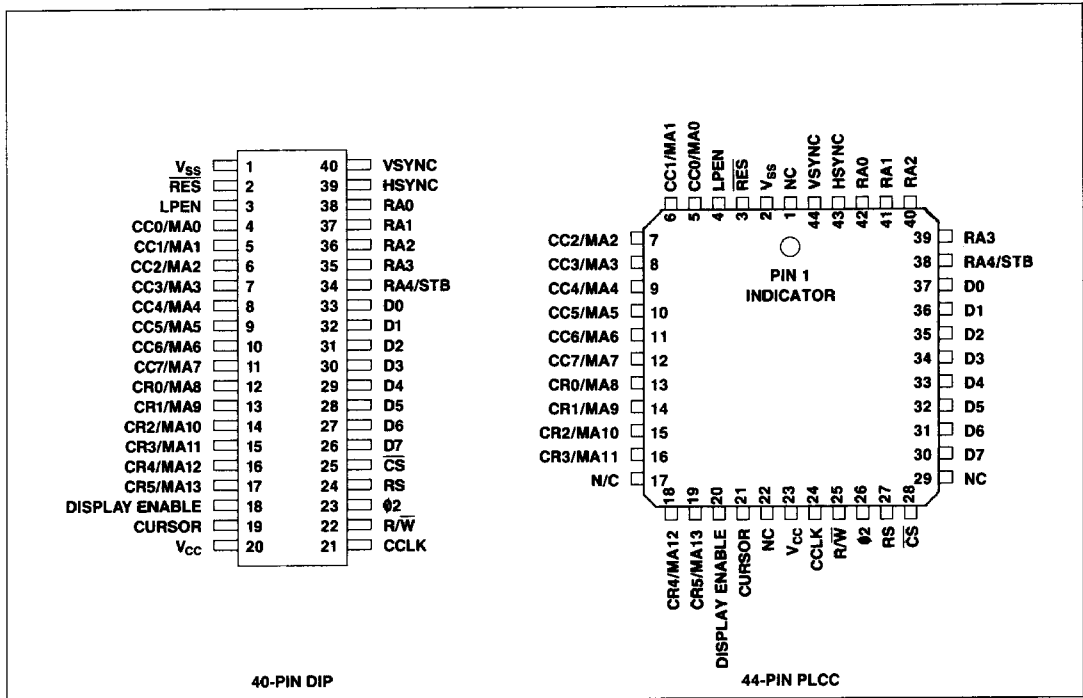 VSS 1 40 VSYNC
RES 2 39 HSYNC
LPEN 3 38 RA0
CC0/MA0 4 37 RA1
CC1/MA1 5 36 RA2
CC2/MA2 6 35 RA3
CC3/MA3 7 34 RA4/STB
CC4/MA4 8 33 D0
CC5/MA5 9 32 D1
CC6/MA6 10 31 D2
CC7/MA7 11 30 D3
CR0/MA8 12 29 D4
CR1/MA9 13 28 D5
CR2/MA10 14 27 D6
CR3/MA11 15 26 D7
CR4/MA12 16 25 CS
CR5/MA13 17 24 RS
DISPLAY ENABLE 18 23 φ2
CURSOR 19 22 R/W
VCC 20 21 CCLK
40-PIN DIP
CC1/MA1 CC0/MA0 LPEN RES VSS NC VSYNC HSYNC RA0 RA1 RA2
6 5 4 3 2 1 44 43 42 41 40
CC2/MA2 7 39 RA3
CC3/MA3 8 38 RA4/STB
CC4/MA4 9 37 D0
CC5/MA5 10 36 D1
CC6/MA6 11 35 D2
CC7/MA7 12 34 D3
CR0/MA8 13 33 D4
CR1/MA9 14 32 D5
CR2/MA10 15 31 D6
CR3/MA11 16 30 D7
N/C 17 29 NC
PIN 1
INDICATOR
18 19 20 21 22 23 24 25 26 27 28
CR4/MA12 CR5/MA13 DISPLAY ENABLE CURSOR NC VCC CCLK R/W φ2 RS CS
44-PIN PLCC